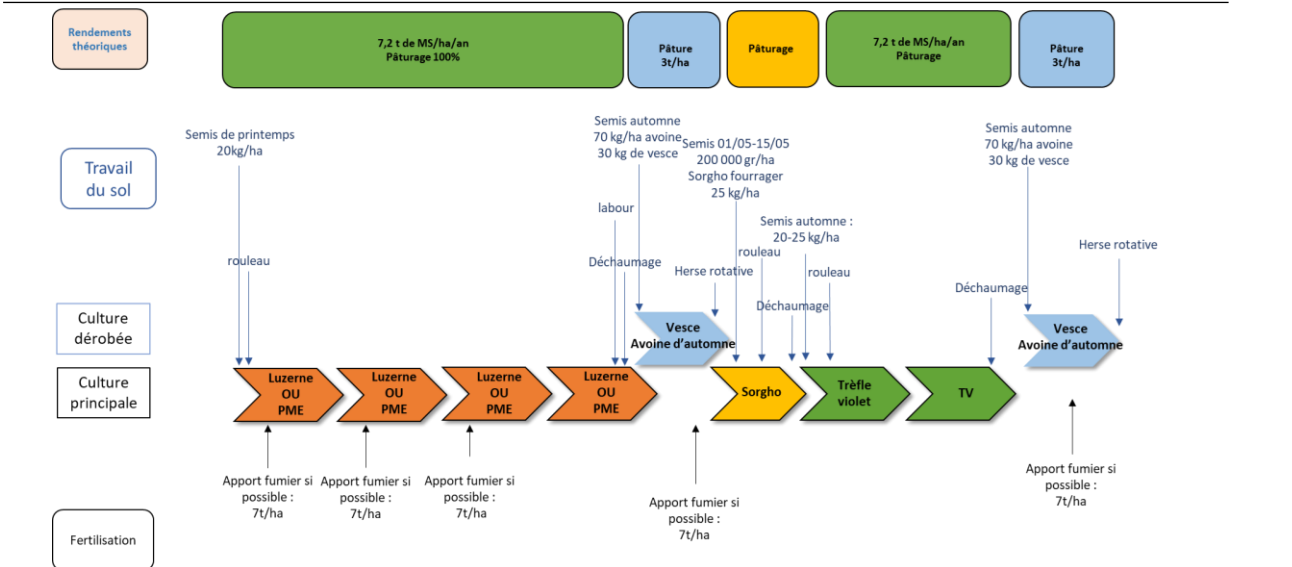 Rendements
théoriques
7,2 t de MS/ha/an
Pâturage 100%
Pâture
3t/ha
Pâturage
7,2 t de MS/ha/an
Pâturage
Pâture
3t/ha
Travail
du sol
Semis de printemps
20kg/ha
rouleau
labour
Déchaumage
Semis automne
70 kg/ha avoine
30 kg de vesce
Herse rotative
Semis 01/05-15/05
200 000 gr/ha
Sorgho fourrager
25 kg/ha
rouleau
Déchaumage
Semis automne :
20-25 kg/ha
rouleau
Déchaumage
Semis automne
70 kg/ha avoine
30 kg de vesce
Herse rotative
Culture
dérobée
Vesce
Avoine d'automne
Vesce
Avoine d'automne
Culture
principale
Luzerne
OU
PME
Luzerne
OU
PME
Luzerne
OU
PME
Luzerne
OU
PME
Sorgho
Trèfle
violet
TV
Fertilisation
Apport fumier si
possible :
7t/ha
Apport fumier si
possible :
7t/ha
Apport fumier si
possible :
7t/ha
Apport fumier si
possible :
7t/ha
Apport fumier si
possible :
7t/ha